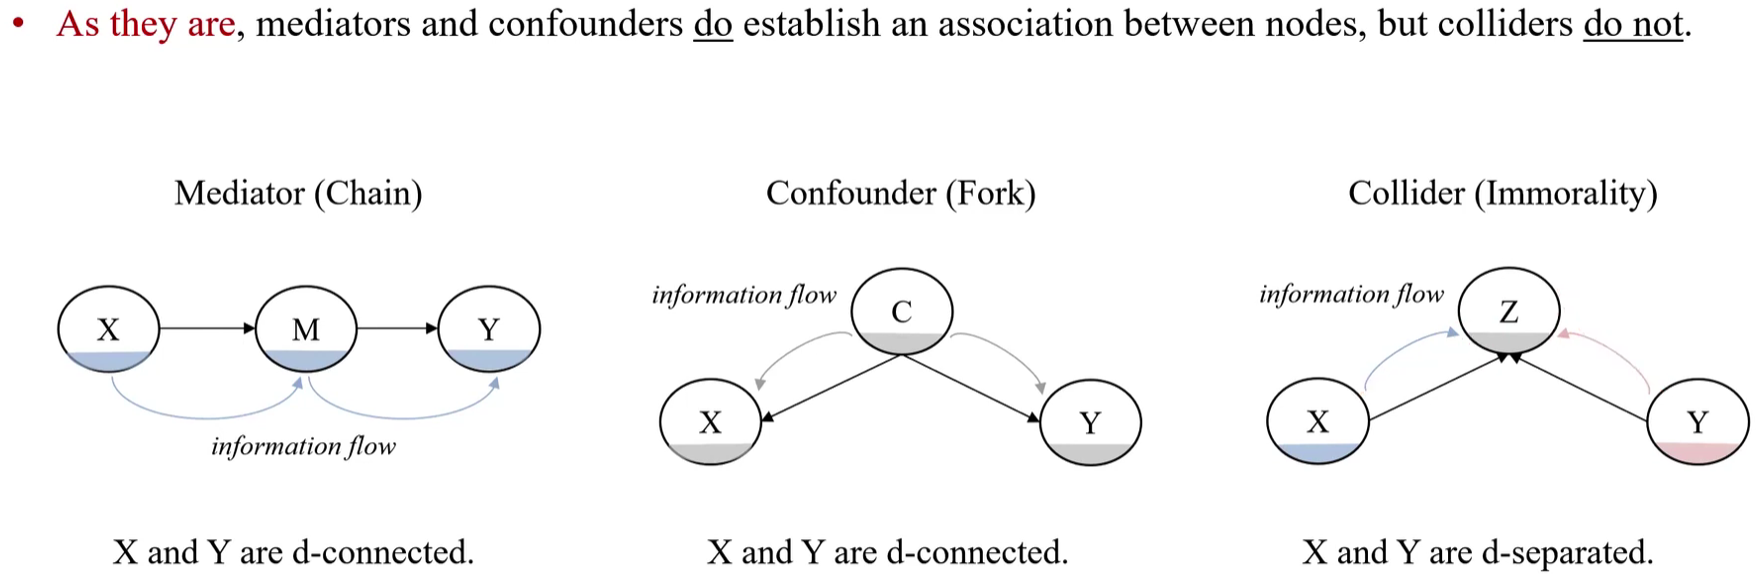 • As they are, mediators and confounders do establish an association between nodes, but colliders do not.
Mediator (Chain)
X
M
Y
information flow
X and Y are d-connected.
Confounder (Fork)
information flow
C
X
Y
X and Y are d-connected.
Collider (Immorality)
information flow
Z
X
Y
X and Y are d-separated.